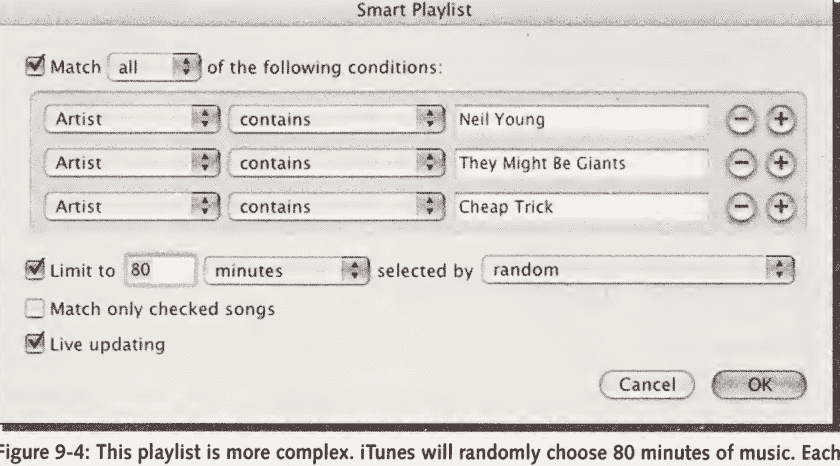 Smart Playlist
Match all of the following conditions:
Artist contains Neil Young
Artist contains They Might Be Giants
Artist contains Cheap Trick
Limit to 80 minutes selected by random
Match only checked songs
Live updating
Cancel OK
Figure 9-4: This playlist is more complex. iTunes will randomly choose 80 minutes of music. Each